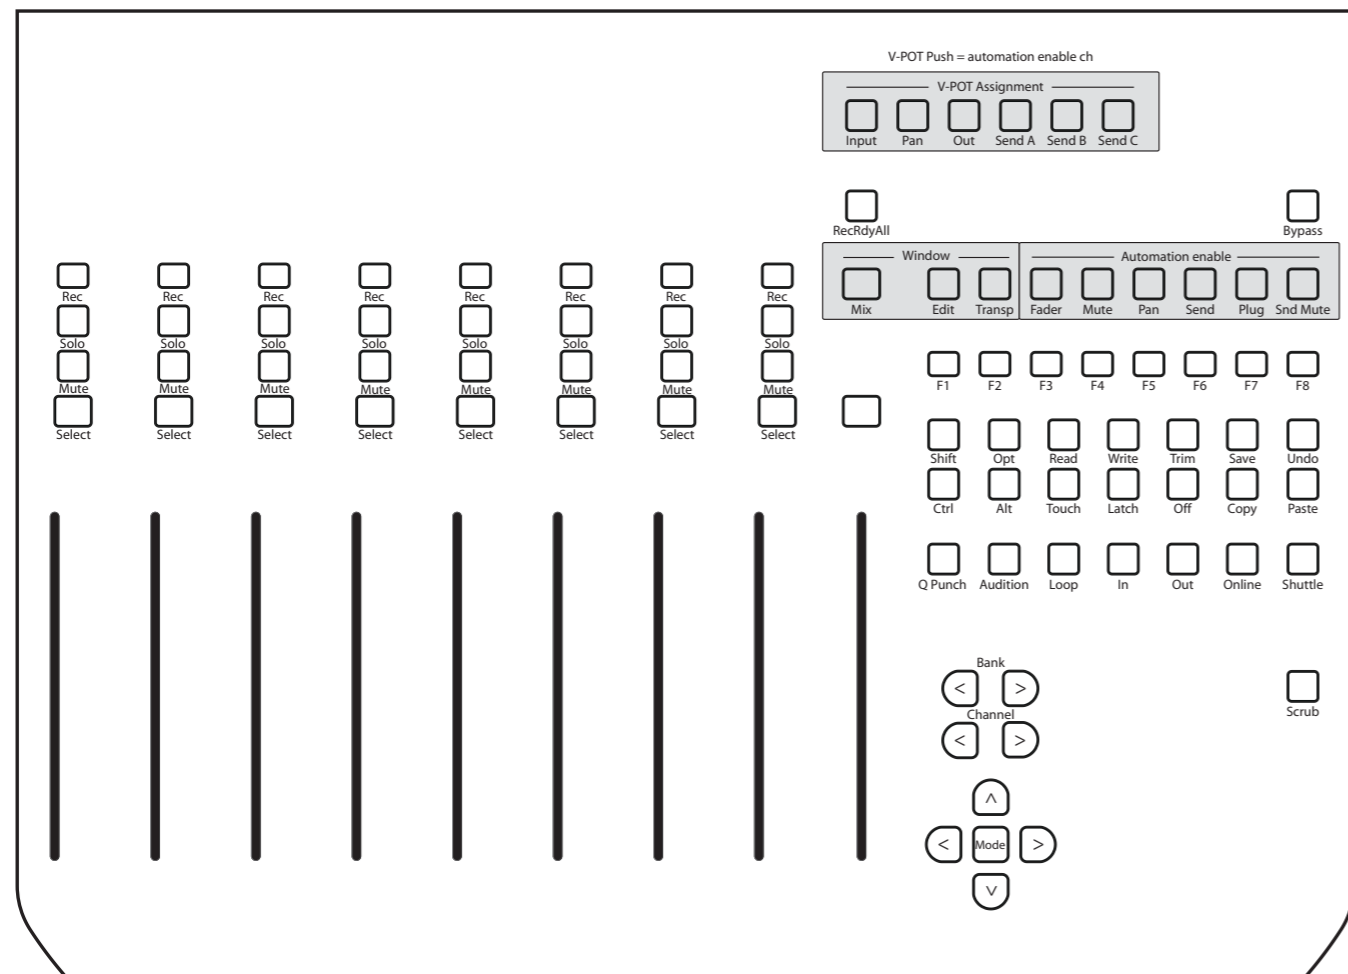 V-POT Push = automation enable ch
V-POT Assignment
Input Pan Out Send A Send B Send C
RecRdyAll Bypass
Window Automation enable
Rec Rec Rec Rec Rec Rec Rec Rec
Mix Edit Transp Fader Mute Pan Send Plug Snd Mute
Solo Solo Solo Solo Solo Solo Solo Solo
Mute Mute Mute Mute Mute Mute Mute Mute
F1 F2 F3 F4 F5 F6 F7 F8
Select Select Select Select Select Select Select Select
Shift Opt Read Write Trim Save Undo
Ctrl Alt Touch Latch Off Copy Paste
Q Punch Audition Loop In Out Online Shuttle
Bank
< >
Scrub
Channel
< >
˄
< Mode >
˅